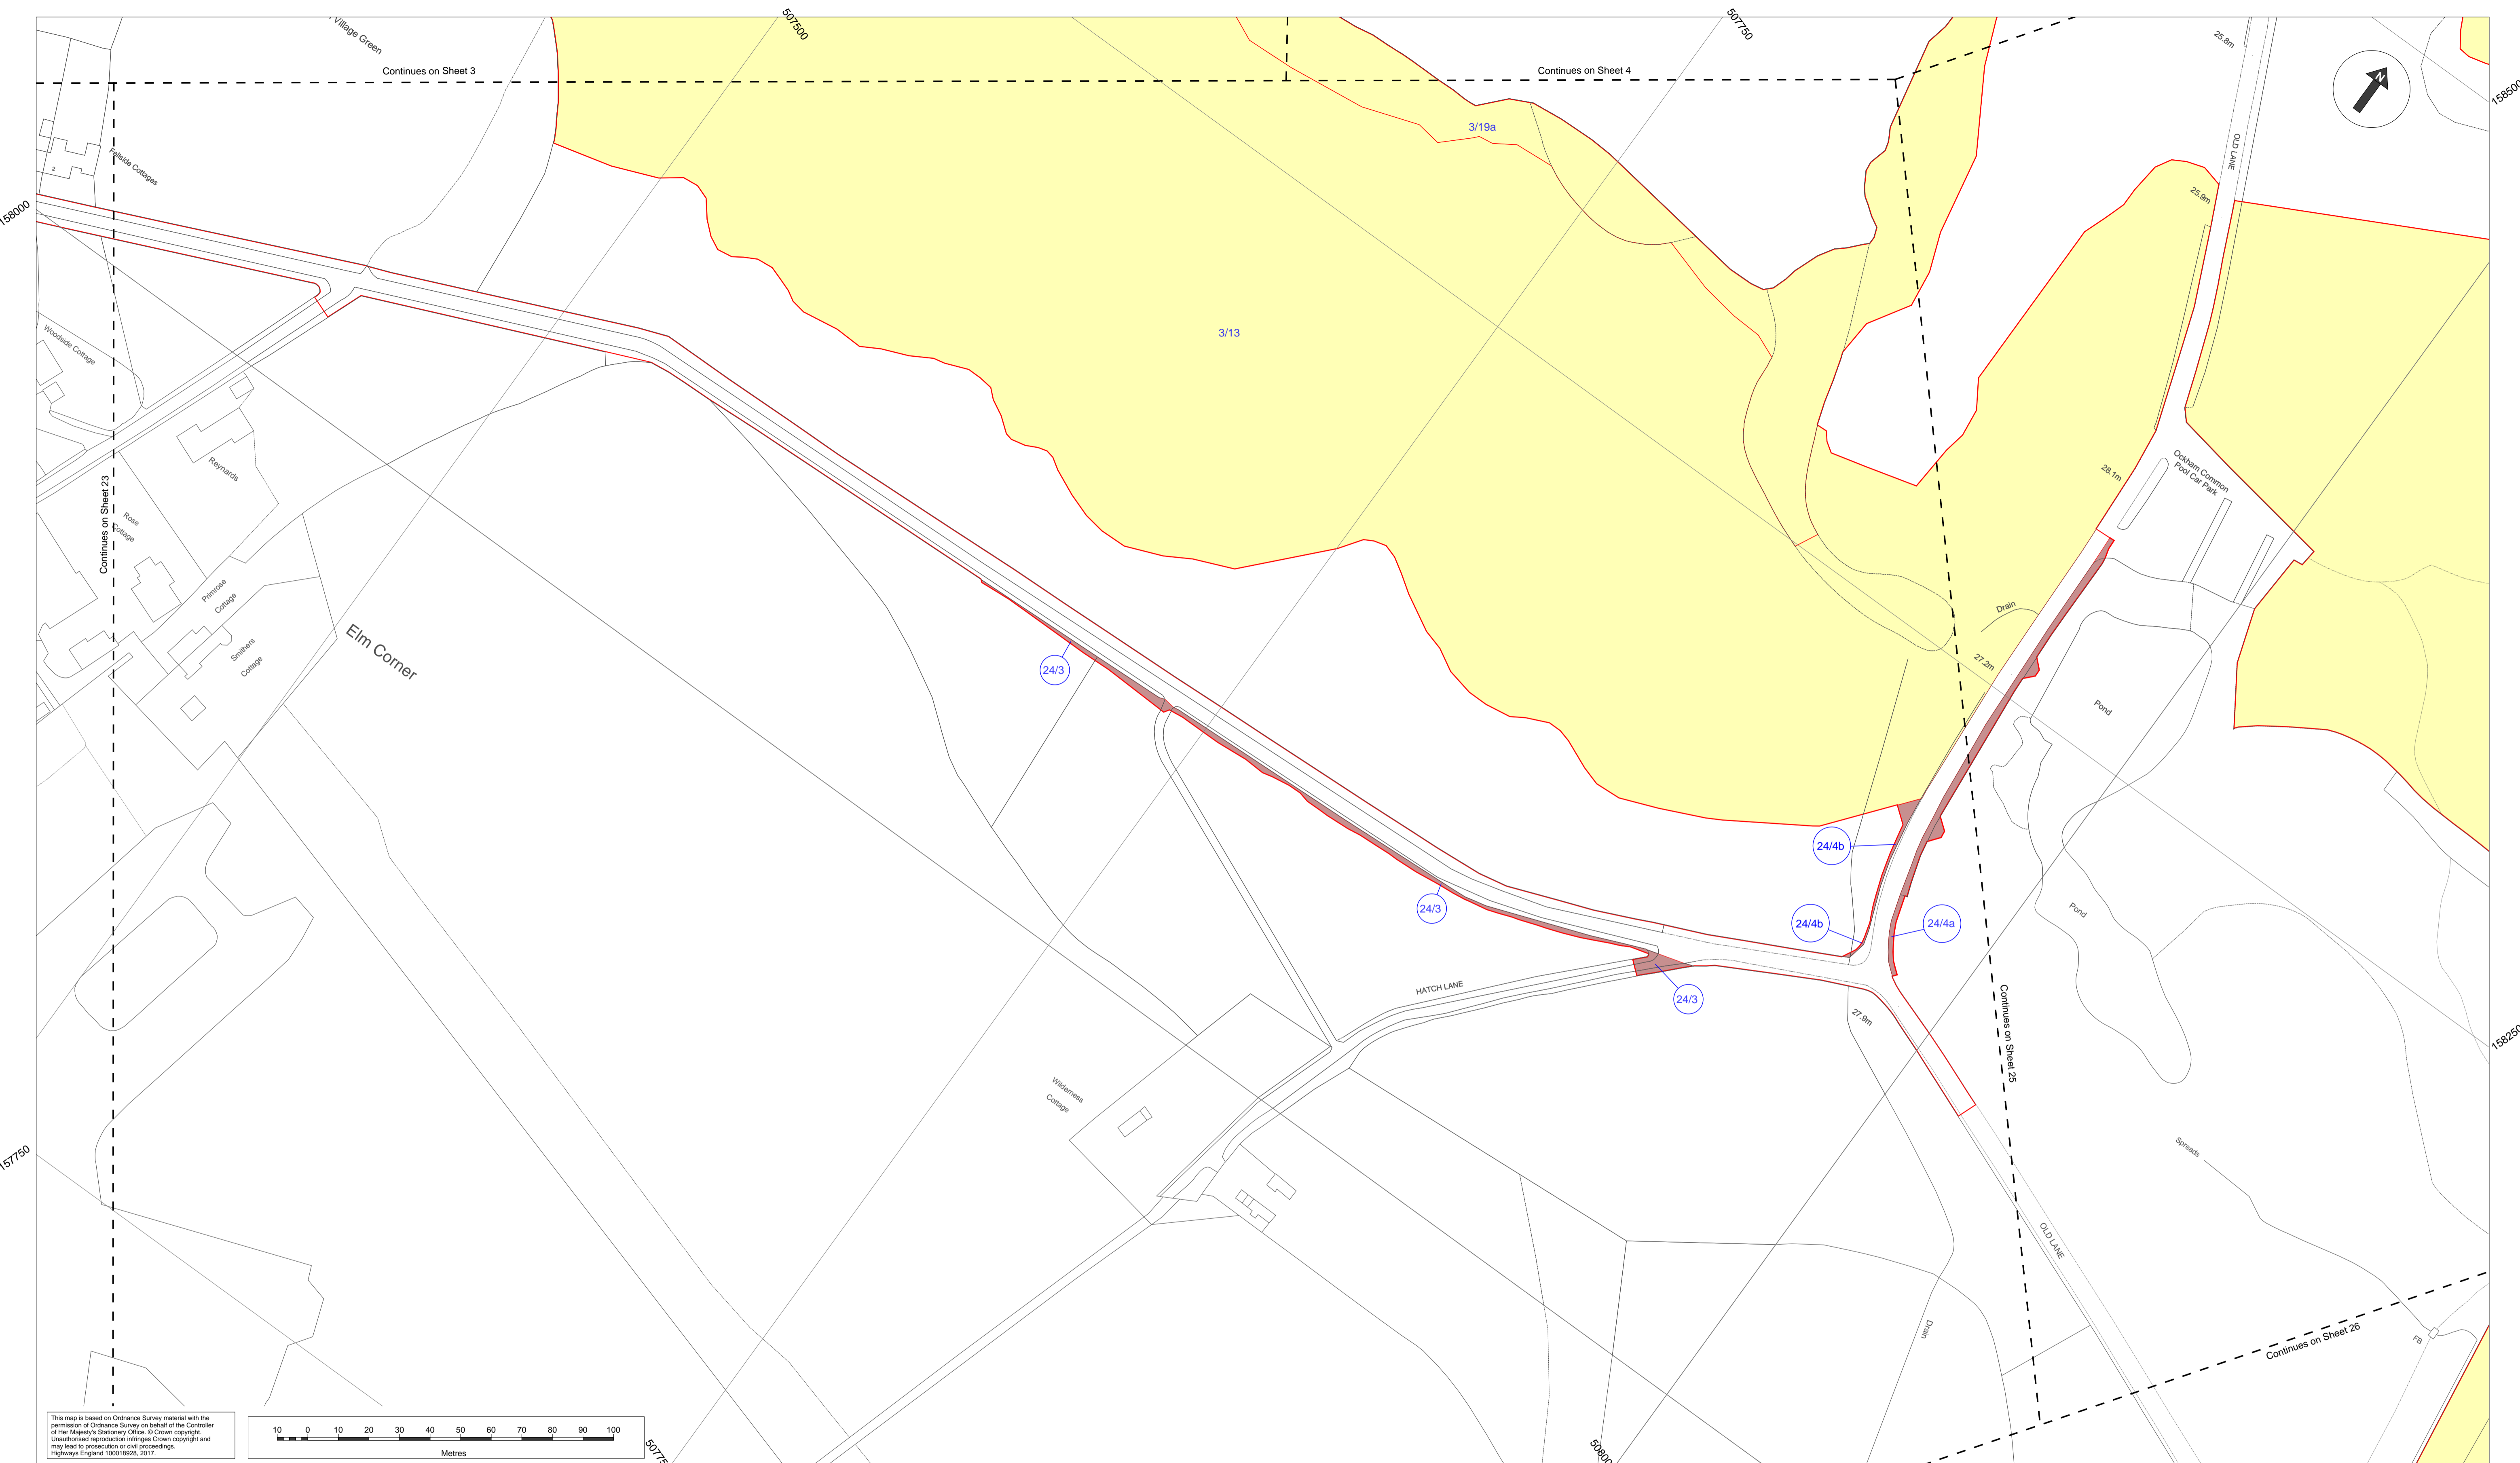 Village Green
507500
507750
25.8m
Continues on Sheet 3
Continues on Sheet 4
N
158500
3/19a
OLD LANE
Fellside Cottages
2
25.9m
158000
3/13
Woodside Cottage
Ockham Common
Pool Car Park
28.1m
Reynards
Continues on Sheet 23
Rose
Cottage
Primrose
Cottage
Drain
Smithers
Cottage
Elm Corner
24/3
27.2m
Pond
24/4b
24/3
24/4b
24/4a
Pond
HATCH LANE
24/3
27.9m
Continues on Sheet 25
158250
Wilderness
Cottage
157750
Spreads
OLD LANE
Drain
Continues on Sheet 26
FB
This map is based on Ordnance Survey material with the
permission of Ordnance Survey on behalf of the Controller
of Her Majesty's Stationery Office. © Crown copyright.
Unauthorised reproduction infringes Crown copyright and
may lead to prosecution or civil proceedings.
Highways England 100018928, 2017.
10 0 10 20 30 40 50 60 70 80 90 100
Metres